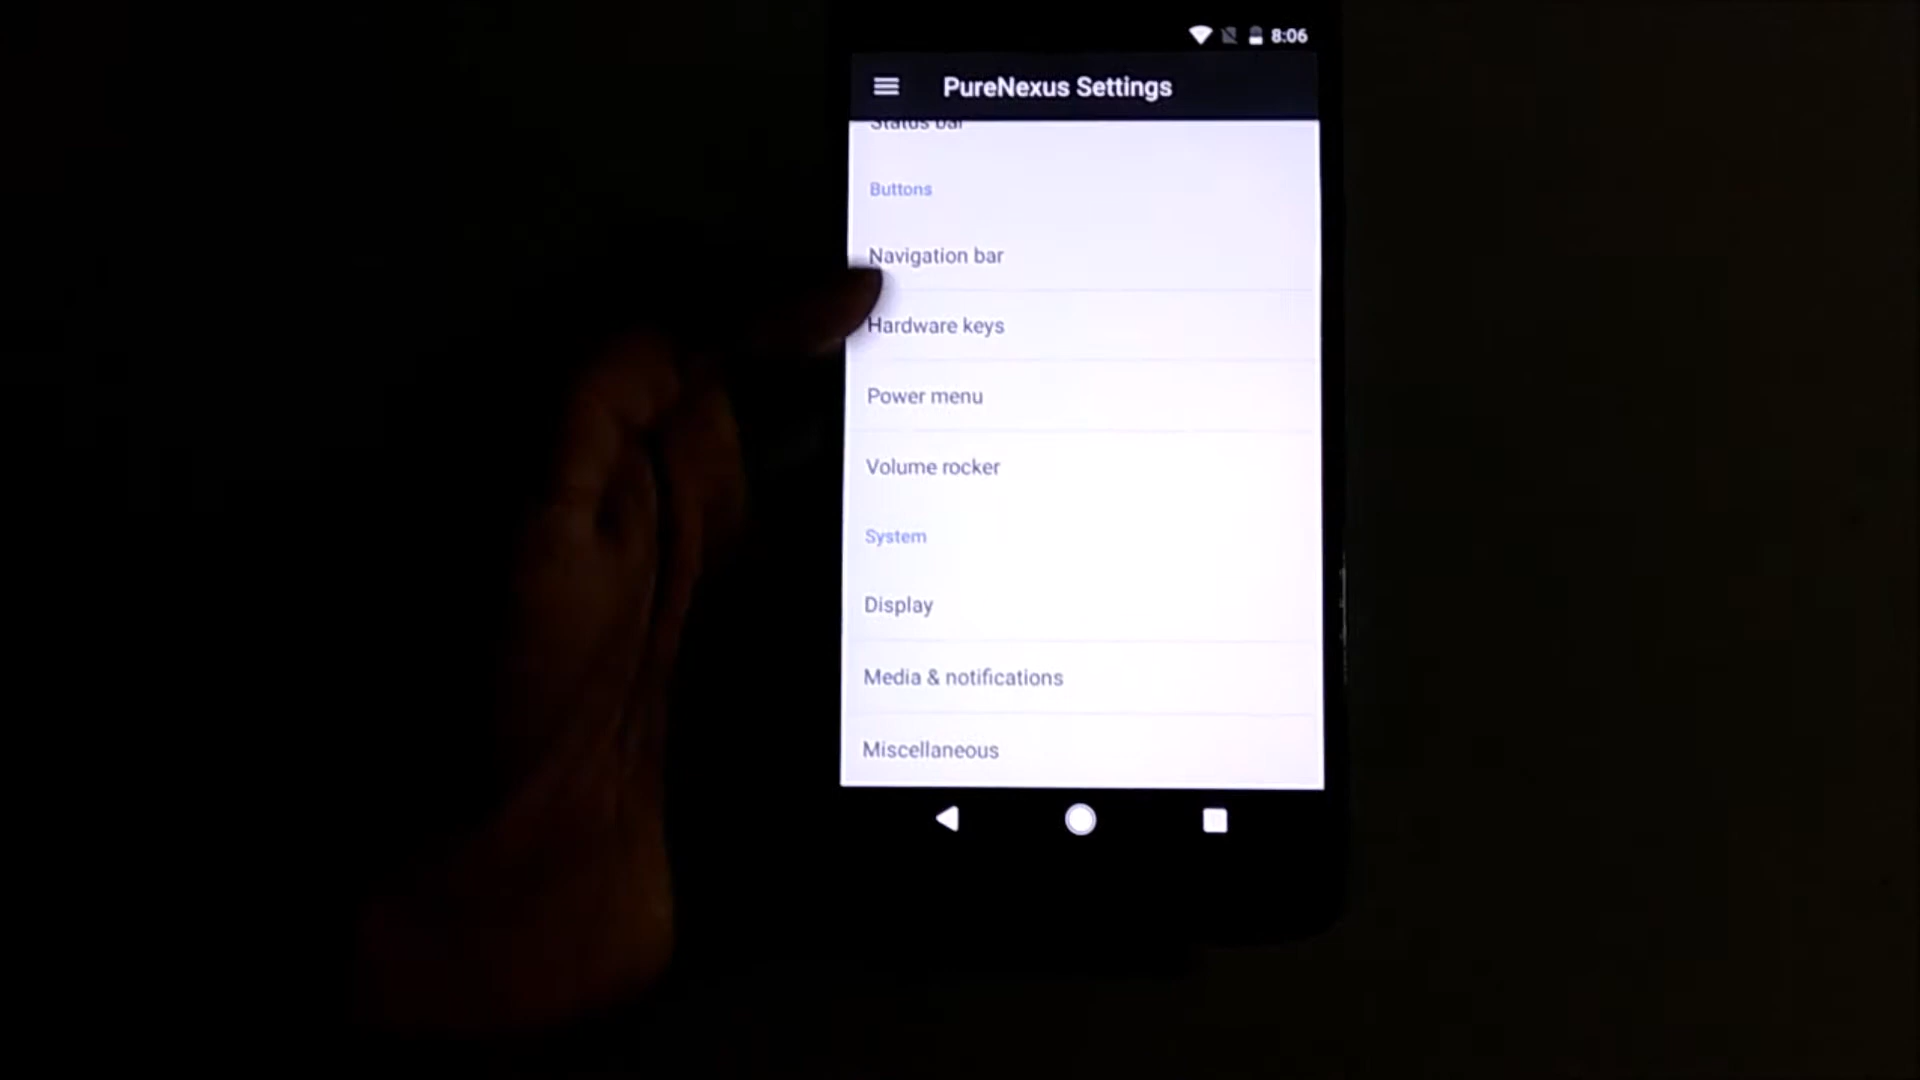 8:06
PureNexus Settings
Status bar
Buttons
Navigation bar
Hardware keys
Power menu
Volume rocker
System
Display
Media & notifications
Miscellaneous